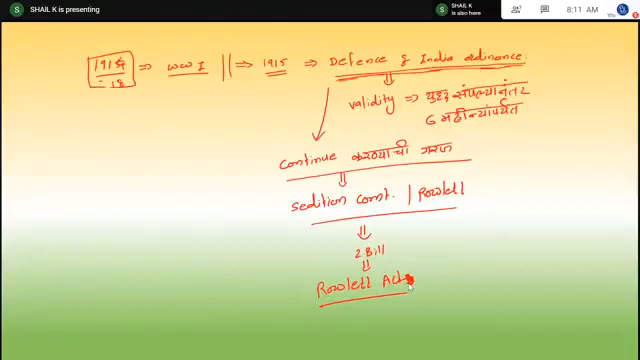 S SHAIL K is presenting
S SHAIL K is also here
8:11 AM
1914 - 18 ⇒ WWI || ⇒ 1915 ⇒ Defence of India ordinance
validity ⇒ युद्ध संपल्यानंतर
6 महीन्यांपर्यंत
continue करण्याची गरज
sedition comt. | Rowlett
2 Bill
Rowlett Act